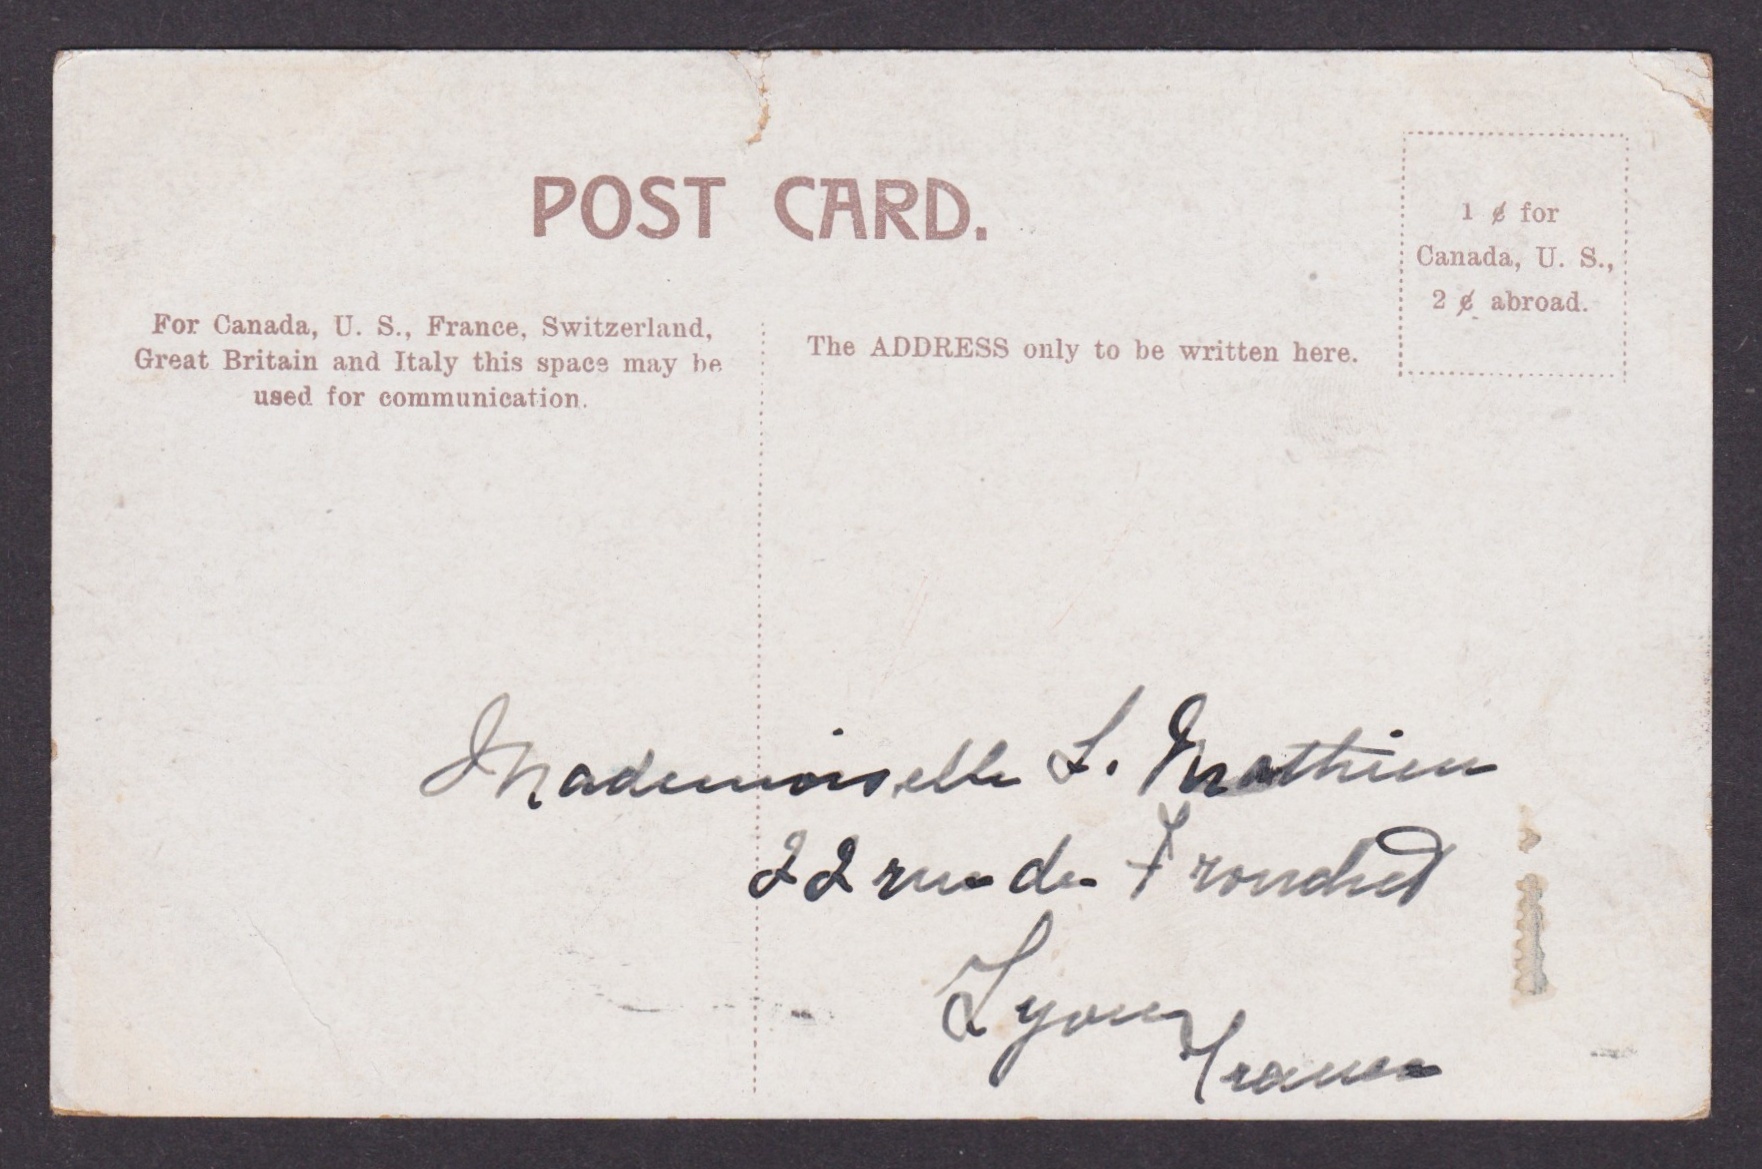 POST CARD.
1 ¢ for
Canada, U. S.,
2 ¢ abroad.
For Canada, U. S., France, Switzerland,
Great Britain and Italy this space may be
used for communication.
The ADDRESS only to be written here.
Mademoiselle L. Mathieu
22 rue de
Lyon
France